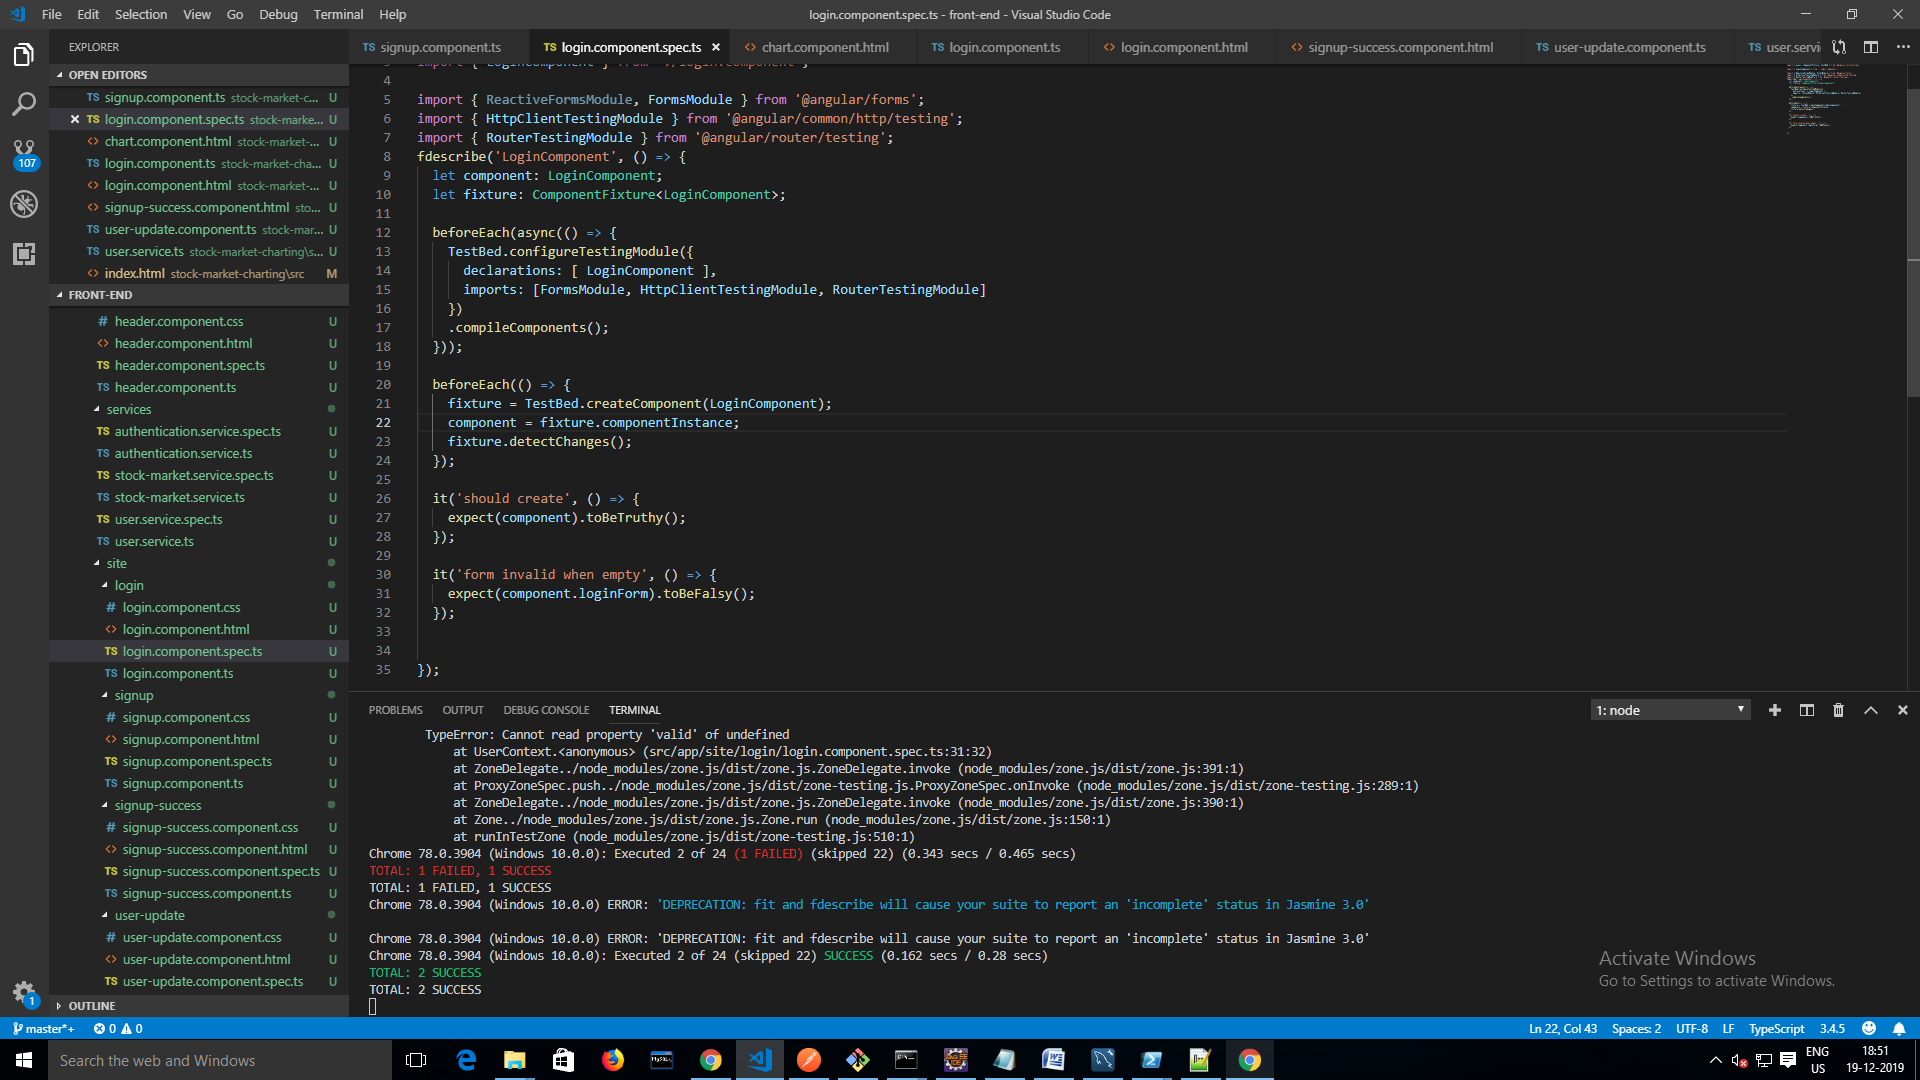 File Edit Selection View Go Debug Terminal Help
login.component.spec.ts - front-end - Visual Studio Code
EXPLORER
TS signup.component.ts
TS login.component.spec.ts ×
<> chart.component.html
TS login.component.ts
<> login.component.html
<> signup-success.component.html
TS user-update.component.ts
TS user.servi
OPEN EDITORS
TS signup.component.ts stock-market-c... U
× TS login.component.spec.ts stock-marke... U
<> chart.component.html stock-market-... U
TS login.component.ts stock-market-cha... U
<> login.component.html stock-market-... U
<> signup-success.component.html sto... U
TS user-update.component.ts stock-mar... U
TS user.service.ts stock-market-charting\s... U
<> index.html stock-market-charting\src M
107
FRONT-END
# header.component.css U
<> header.component.html U
TS header.component.spec.ts U
TS header.component.ts U
services
TS authentication.service.spec.ts U
TS authentication.service.ts U
TS stock-market.service.spec.ts U
TS stock-market.service.ts U
TS user.service.spec.ts U
TS user.service.ts U
site
login
# login.component.css U
<> login.component.html U
TS login.component.spec.ts U
TS login.component.ts U
signup
# signup.component.css U
<> signup.component.html U
TS signup.component.spec.ts U
TS signup.component.ts U
signup-success
# signup-success.component.css U
<> signup-success.component.html U
TS signup-success.component.spec.ts U
TS signup-success.component.ts U
user-update
# user-update.component.css U
<> user-update.component.html U
TS user-update.component.spec.ts U
OUTLINE
1
3 import { LoginComponent } from './login.component';
4
5 import { ReactiveFormsModule, FormsModule } from '@angular/forms';
6 import { HttpClientTestingModule } from '@angular/common/http/testing';
7 import { RouterTestingModule } from '@angular/router/testing';
8 fdescribe('LoginComponent', () => {
9 let component: LoginComponent;
10 let fixture: ComponentFixture<LoginComponent>;
11
12 beforeEach(async(() => {
13 TestBed.configureTestingModule({
14 declarations: [ LoginComponent ],
15 imports: [FormsModule, HttpClientTestingModule, RouterTestingModule]
16 })
17 .compileComponents();
18 }));
19
20 beforeEach(() => {
21 fixture = TestBed.createComponent(LoginComponent);
22 component = fixture.componentInstance;
23 fixture.detectChanges();
24 });
25
26 it('should create', () => {
27 expect(component).toBeTruthy();
28 });
29
30 it('form invalid when empty', () => {
31 expect(component.loginForm).toBeFalsy();
32 });
33
34
35 });
PROBLEMS OUTPUT DEBUG CONSOLE TERMINAL
1: node
TypeError: Cannot read property 'valid' of undefined
at UserContext.<anonymous> (src/app/site/login/login.component.spec.ts:31:32)
at ZoneDelegate../node_modules/zone.js/dist/zone.js.ZoneDelegate.invoke (node_modules/zone.js/dist/zone.js:391:1)
at ProxyZoneSpec.push../node_modules/zone.js/dist/zone-testing.js.ProxyZoneSpec.onInvoke (node_modules/zone.js/dist/zone-testing.js:289:1)
at ZoneDelegate../node_modules/zone.js/dist/zone.js.ZoneDelegate.invoke (node_modules/zone.js/dist/zone.js:390:1)
at Zone../node_modules/zone.js/dist/zone.js.Zone.run (node_modules/zone.js/dist/zone.js:150:1)
at runInTestZone (node_modules/zone.js/dist/zone-testing.js:510:1)
Chrome 78.0.3904 (Windows 10.0.0): Executed 2 of 24 (1 FAILED) (skipped 22) (0.343 secs / 0.465 secs)
TOTAL: 1 FAILED, 1 SUCCESS
TOTAL: 1 FAILED, 1 SUCCESS
Chrome 78.0.3904 (Windows 10.0.0) ERROR: 'DEPRECATION: fit and fdescribe will cause your suite to report an 'incomplete' status in Jasmine 3.0'
Chrome 78.0.3904 (Windows 10.0.0) ERROR: 'DEPRECATION: fit and fdescribe will cause your suite to report an 'incomplete' status in Jasmine 3.0'
Chrome 78.0.3904 (Windows 10.0.0): Executed 2 of 24 (skipped 22) SUCCESS (0.162 secs / 0.28 secs)
TOTAL: 2 SUCCESS
TOTAL: 2 SUCCESS
Activate Windows
Go to Settings to activate Windows.
master*+ 0 0
Ln 22, Col 43 Spaces: 2 UTF-8 LF TypeScript 3.4.5
Search the web and Windows
ENG
US
18:51
19-12-2019